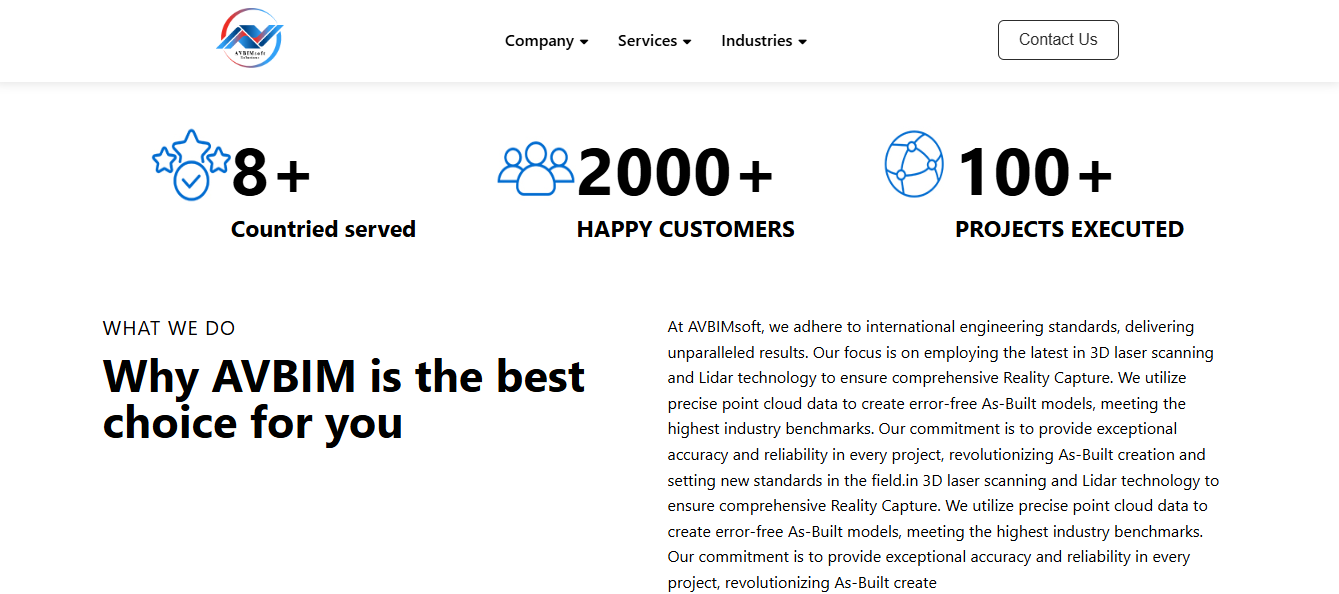 AVBIMsoft
Company
Services
Industries
Contact Us
8+
Countried served
2000+
HAPPY CUSTOMERS
100+
PROJECTS EXECUTED
WHAT WE DO
Why AVBIM is the best
choice for you
At AVBIMsoft, we adhere to international engineering standards, delivering
unparalleled results. Our focus is on employing the latest in 3D laser scanning
and Lidar technology to ensure comprehensive Reality Capture. We utilize
precise point cloud data to create error-free As-Built models, meeting the
highest industry benchmarks. Our commitment is to provide exceptional
accuracy and reliability in every project, revolutionizing As-Built creation and
setting new standards in the field.in 3D laser scanning and Lidar technology to
ensure comprehensive Reality Capture. We utilize precise point cloud data to
create error-free As-Built models, meeting the highest industry benchmarks.
Our commitment is to provide exceptional accuracy and reliability in every
project, revolutionizing As-Built create